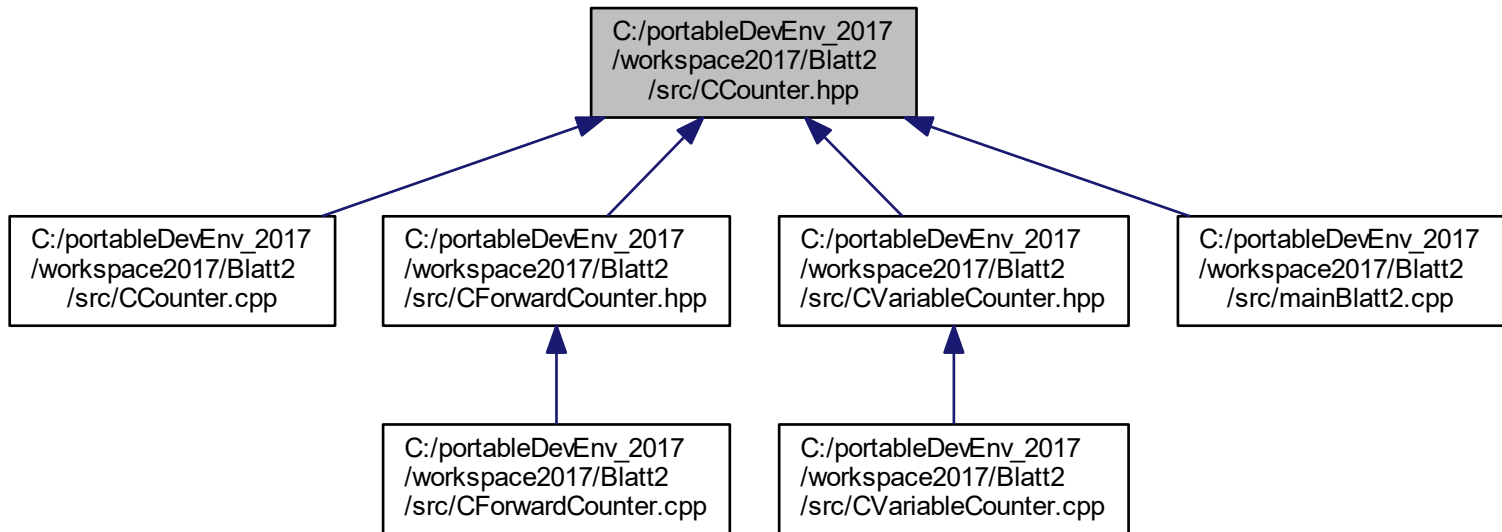 C:/portableDevEnv_2017
/workspace2017/Blatt2
/src/CCounter.hpp
C:/portableDevEnv_2017
/workspace2017/Blatt2
/src/CCounter.cpp
C:/portableDevEnv_2017
/workspace2017/Blatt2
/src/CForwardCounter.hpp
C:/portableDevEnv_2017
/workspace2017/Blatt2
/src/CVariableCounter.hpp
C:/portableDevEnv_2017
/workspace2017/Blatt2
/src/mainBlatt2.cpp
C:/portableDevEnv_2017
/workspace2017/Blatt2
/src/CForwardCounter.cpp
C:/portableDevEnv_2017
/workspace2017/Blatt2
/src/CVariableCounter.cpp